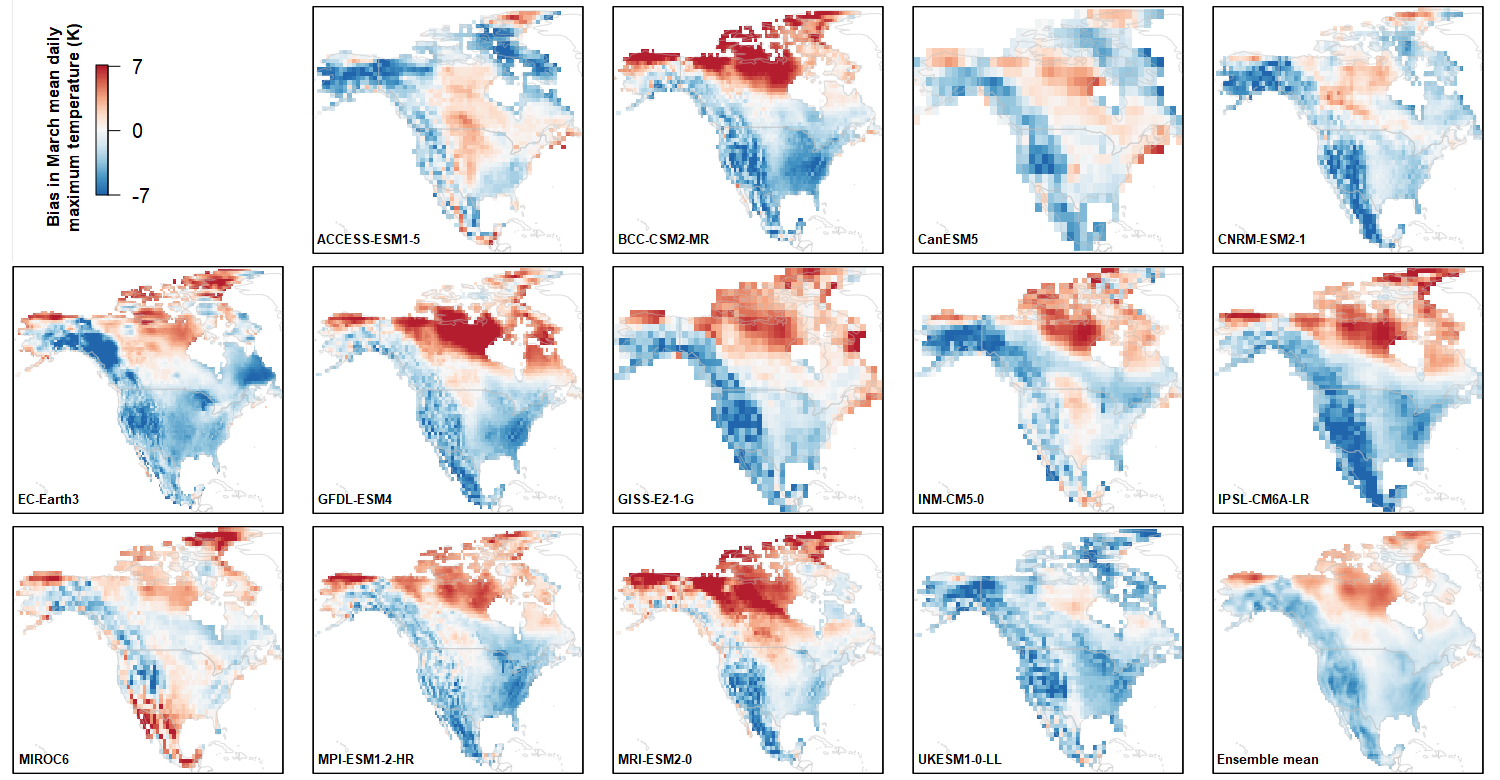 Bias in March mean daily
maximum temperature (K)
7
0
-7
ACCESS-ESM1-5
BCC-CSM2-MR
CanESM5
CNRM-ESM2-1
EC-Earth3
GFDL-ESM4
GISS-E2-1-G
INM-CM5-0
IPSL-CM6A-LR
MIROC6
MPI-ESM1-2-HR
MRI-ESM2-0
UKESM1-0-LL
Ensemble mean